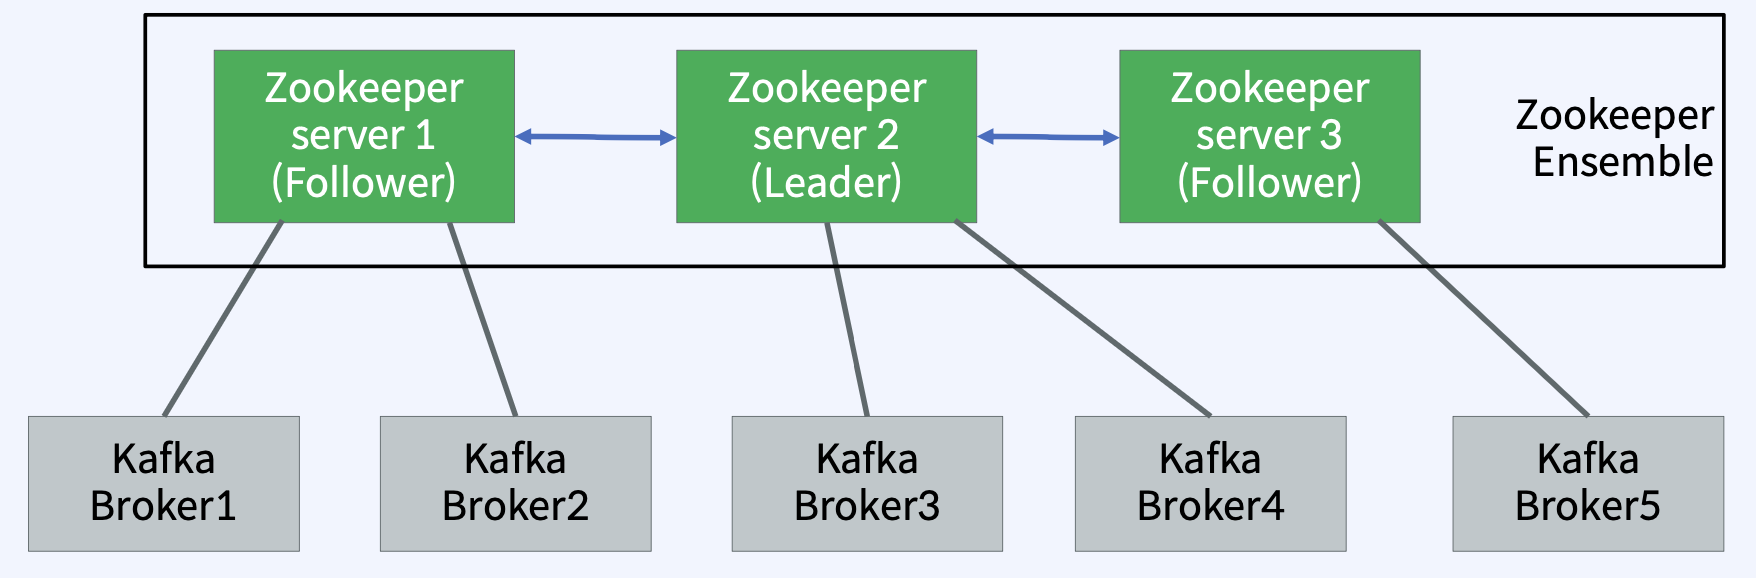 Zookeeper
server 1
(Follower)
Zookeeper
server 2
(Leader)
Zookeeper
server 3
(Follower)
Zookeeper
Ensemble
Kafka
Broker1
Kafka
Broker2
Kafka
Broker3
Kafka
Broker4
Kafka
Broker5